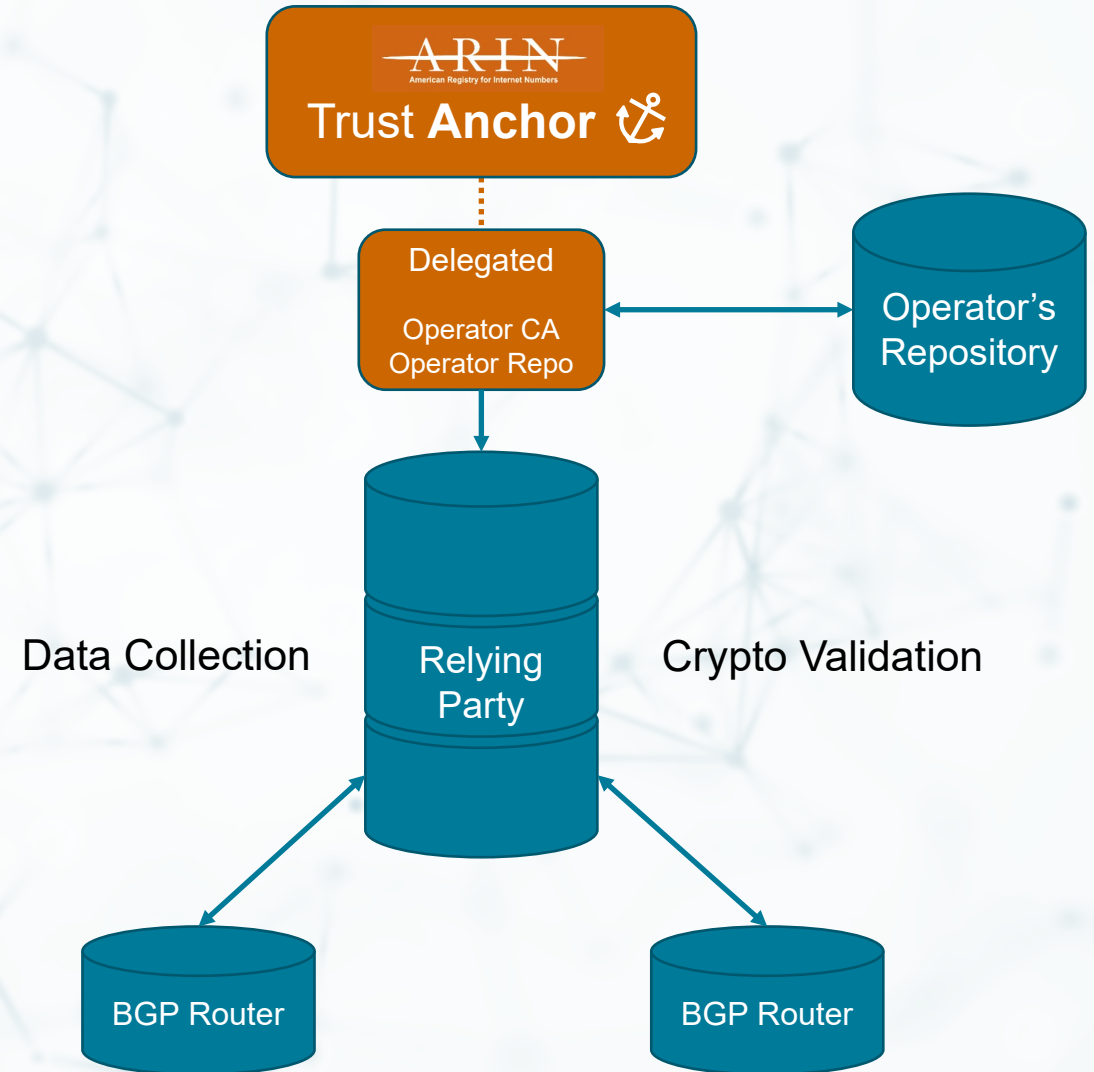 ARIN
American Registry for Internet Numbers
Trust Anchor
Delegated
Operator CA
Operator Repo
Operator's
Repository
Data Collection
Relying
Party
Crypto Validation
BGP Router
BGP Router